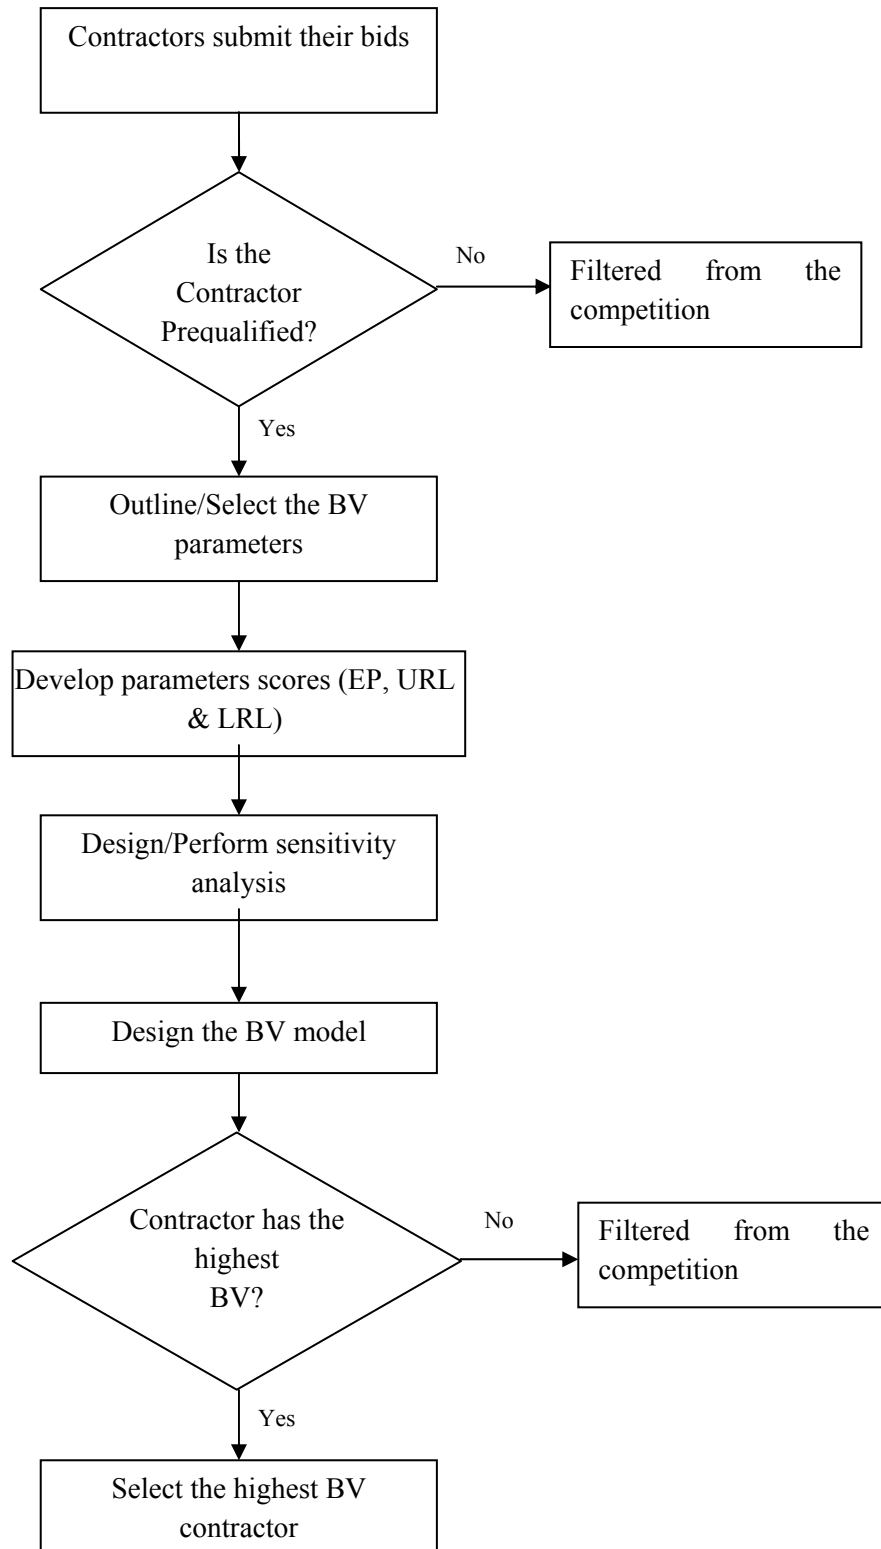 Contractors submit their bids
Is the
Contractor
Prequalified?
No
Filtered from the
competition
Yes
Outline/Select the BV
parameters
Develop parameters scores (EP, URL
& LRL)
Design/Perform sensitivity
analysis
Design the BV model
Contractor has the
highest
BV?
No
Filtered from the
competition
Yes
Select the highest BV
contractor